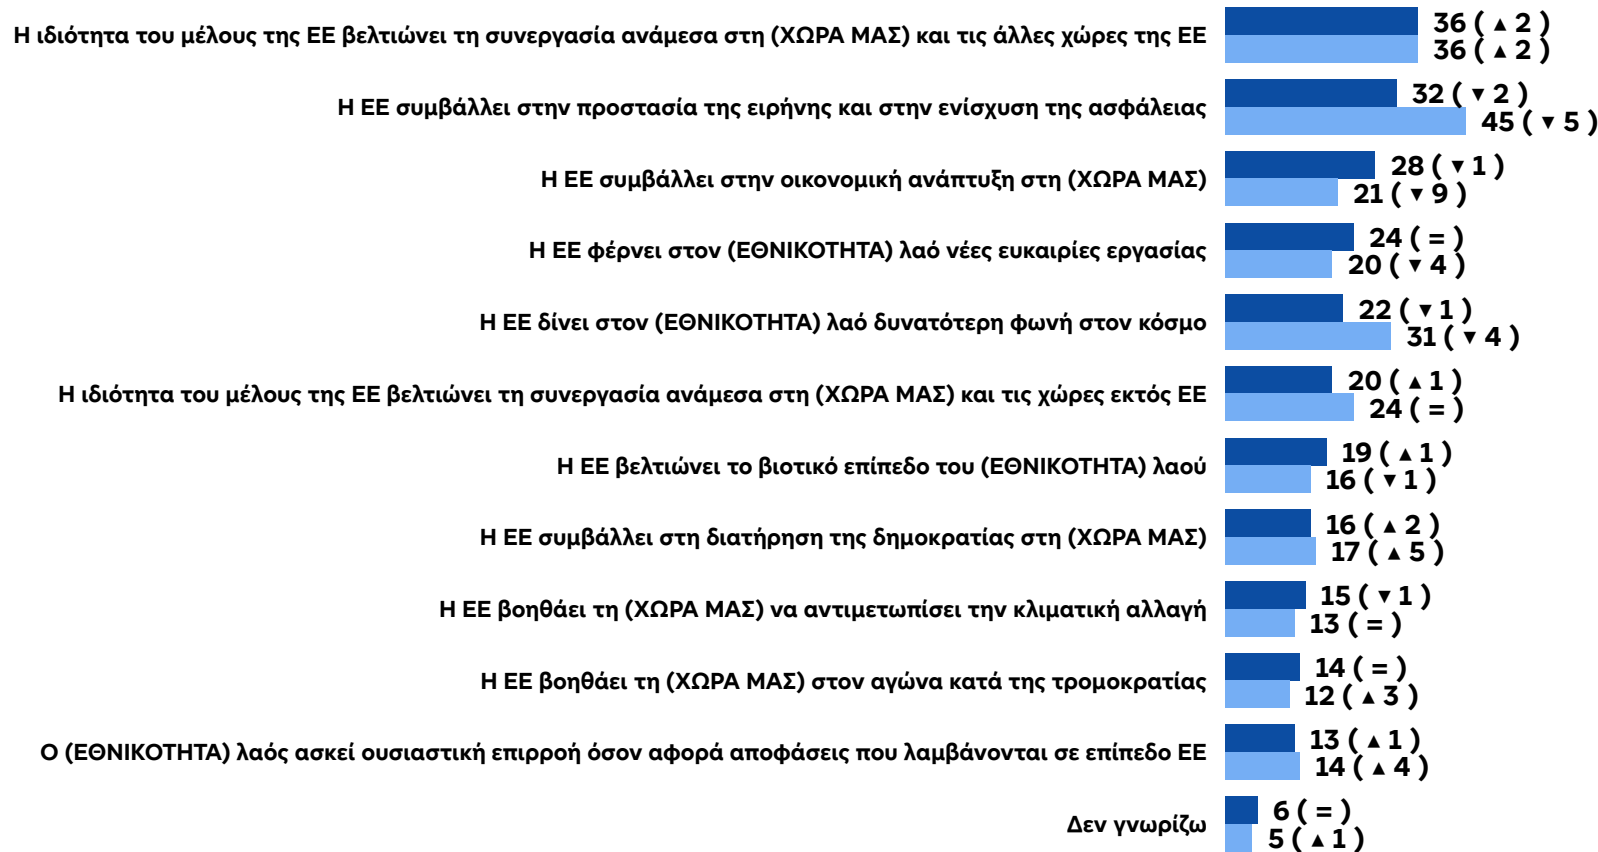 Η ιδιότητα του μέλους της ΕΕ βελτιώνει τη συνεργασία ανάμεσα στη (ΧΩΡΑ ΜΑΣ) και τις άλλες χώρες της ΕΕ
36 ( ▲ 2 )
36 ( ▲ 2 )
Η ΕΕ συμβάλλει στην προστασία της ειρήνης και στην ενίσχυση της ασφάλειας
32 ( ▼ 2 )
45 ( ▼ 5 )
Η ΕΕ συμβάλλει στην οικονομική ανάπτυξη στη (ΧΩΡΑ ΜΑΣ)
28 ( ▼ 1 )
21 ( ▼ 9 )
Η ΕΕ φέρνει στον (ΕΘΝΙΚΟΤΗΤΑ) λαό νέες ευκαιρίες εργασίας
24 ( = )
20 ( ▼ 4 )
Η ΕΕ δίνει στον (ΕΘΝΙΚΟΤΗΤΑ) λαό δυνατότερη φωνή στον κόσμο
22 ( ▼ 1 )
31 ( ▼ 4 )
Η ιδιότητα του μέλους της ΕΕ βελτιώνει τη συνεργασία ανάμεσα στη (ΧΩΡΑ ΜΑΣ) και τις χώρες εκτός ΕΕ
20 ( ▲ 1 )
24 ( = )
Η ΕΕ βελτιώνει το βιοτικό επίπεδο του (ΕΘΝΙΚΟΤΗΤΑ) λαού
19 ( ▲ 1 )
16 ( ▼ 1 )
Η ΕΕ συμβάλλει στη διατήρηση της δημοκρατίας στη (ΧΩΡΑ ΜΑΣ)
16 ( ▲ 2 )
17 ( ▲ 5 )
Η ΕΕ βοηθάει τη (ΧΩΡΑ ΜΑΣ) να αντιμετωπίσει την κλιματική αλλαγή
15 ( ▼ 1 )
13 ( = )
Η ΕΕ βοηθάει τη (ΧΩΡΑ ΜΑΣ) στον αγώνα κατά της τρομοκρατίας
14 ( = )
12 ( ▲ 3 )
Ο (ΕΘΝΙΚΟΤΗΤΑ) λαός ασκεί ουσιαστική επιρροή όσον αφορά αποφάσεις που λαμβάνονται σε επίπεδο ΕΕ
13 ( ▲ 1 )
14 ( ▲ 4 )
Δεν γνωρίζω
6 ( = )
5 ( ▲ 1 )